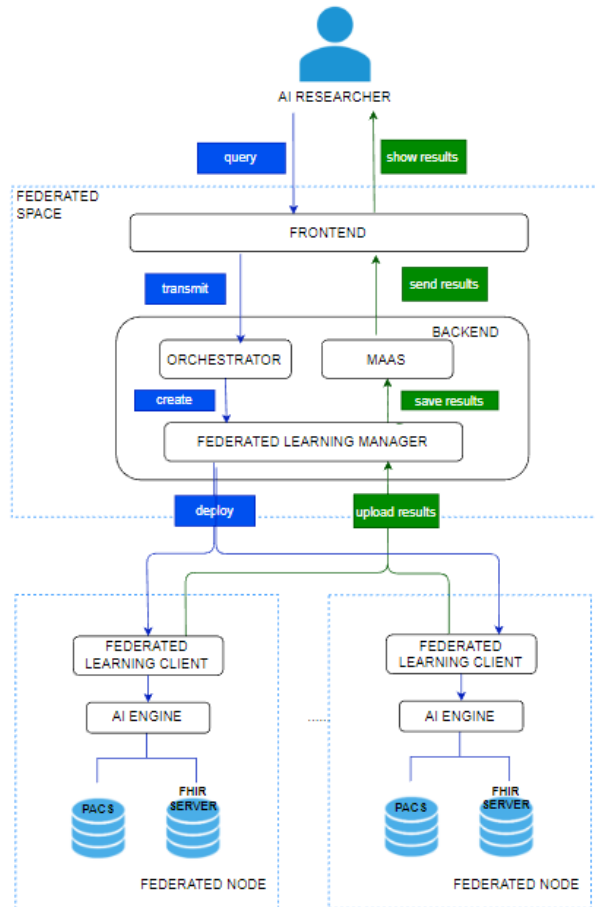 AI RESEARCHER
query
show results
FEDERATED
SPACE
FRONTEND
transmit
send results
BACKEND
ORCHESTRATOR
MAAS
create
save results
FEDERATED LEARNING MANAGER
deploy
upload results
FEDERATED
LEARNING CLIENT
AI ENGINE
PACS
FHIR
SERVER
FEDERATED NODE
FEDERATED
LEARNING CLIENT
AI ENGINE
PACS
FHIR
SERVER
FEDERATED NODE